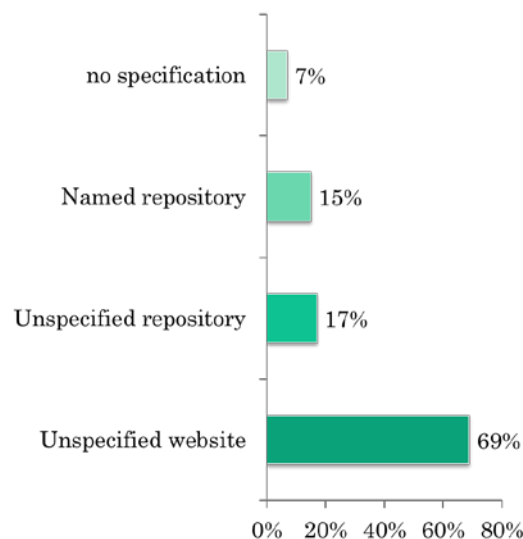 no specification 7%
Named repository 15%
Unspecified repository 17%
Unspecified website 69%
0% 20% 40% 60% 80%